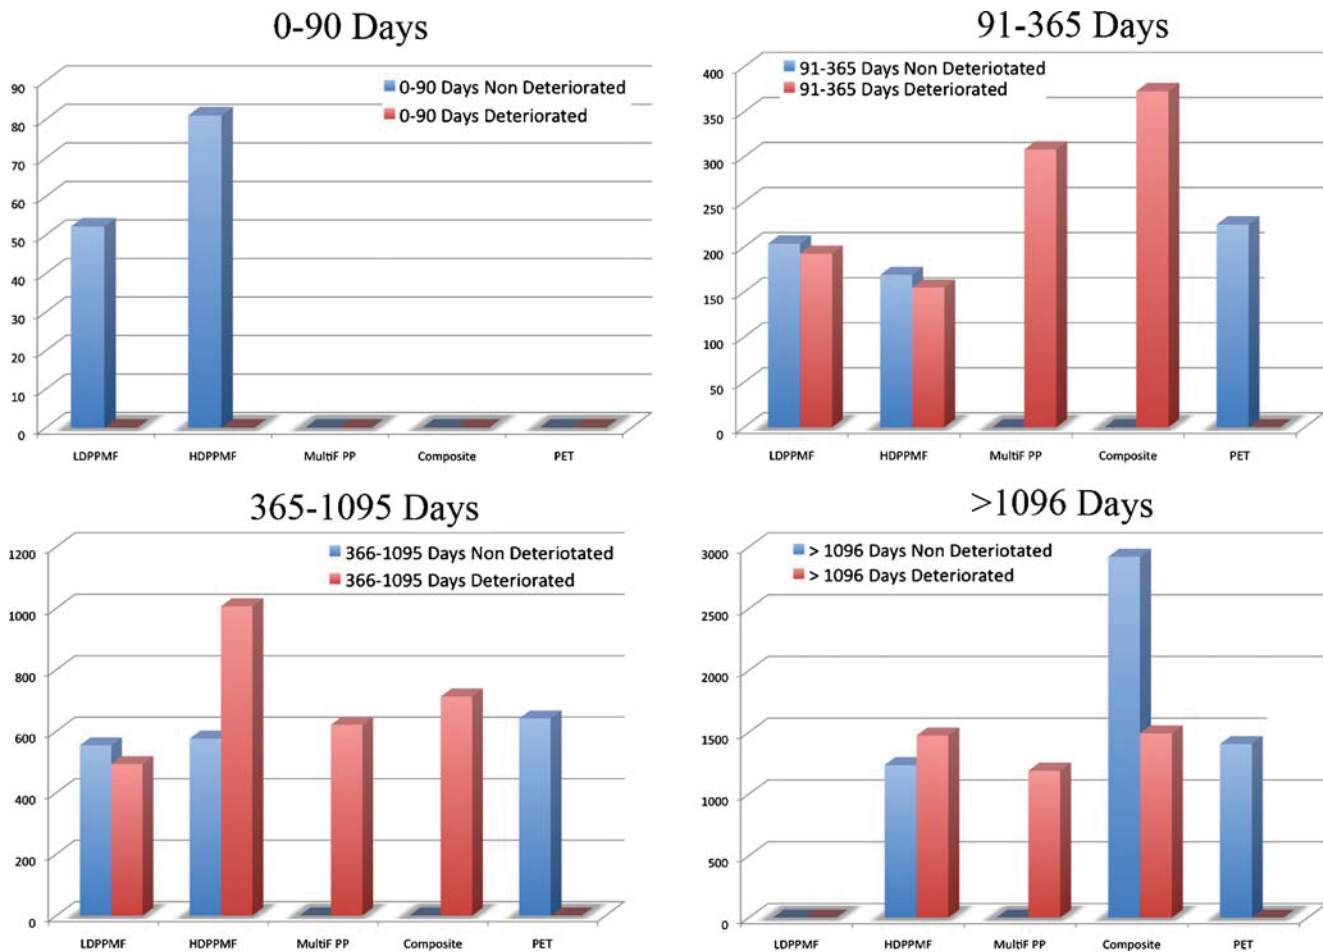 0-90 Days
0-90 Days Non Deteriorated
0-90 Days Deteriorated
90
80
70
60
50
40
30
20
10
0
LDPPMF HDPPMF MultiF PP Composite PET
91-365 Days
91-365 Days Non Deteriotated
91-365 Days Deteriorated
400
350
300
250
200
150
100
50
0
LDPPMF HDPPMF MultiF PP Composite PET
365-1095 Days
366-1095 Days Non Deteriotated
366-1095 Days Deteriorated
1200
1000
800
600
400
200
0
LDPPMF HDPPMF MultiF PP Composite PET
>1096 Days
> 1096 Days Non Deteriotated
> 1096 Days Deteriorated
3000
2500
2000
1500
1000
500
0
LDPPMF HDPPMF MultiF PP Composite PET